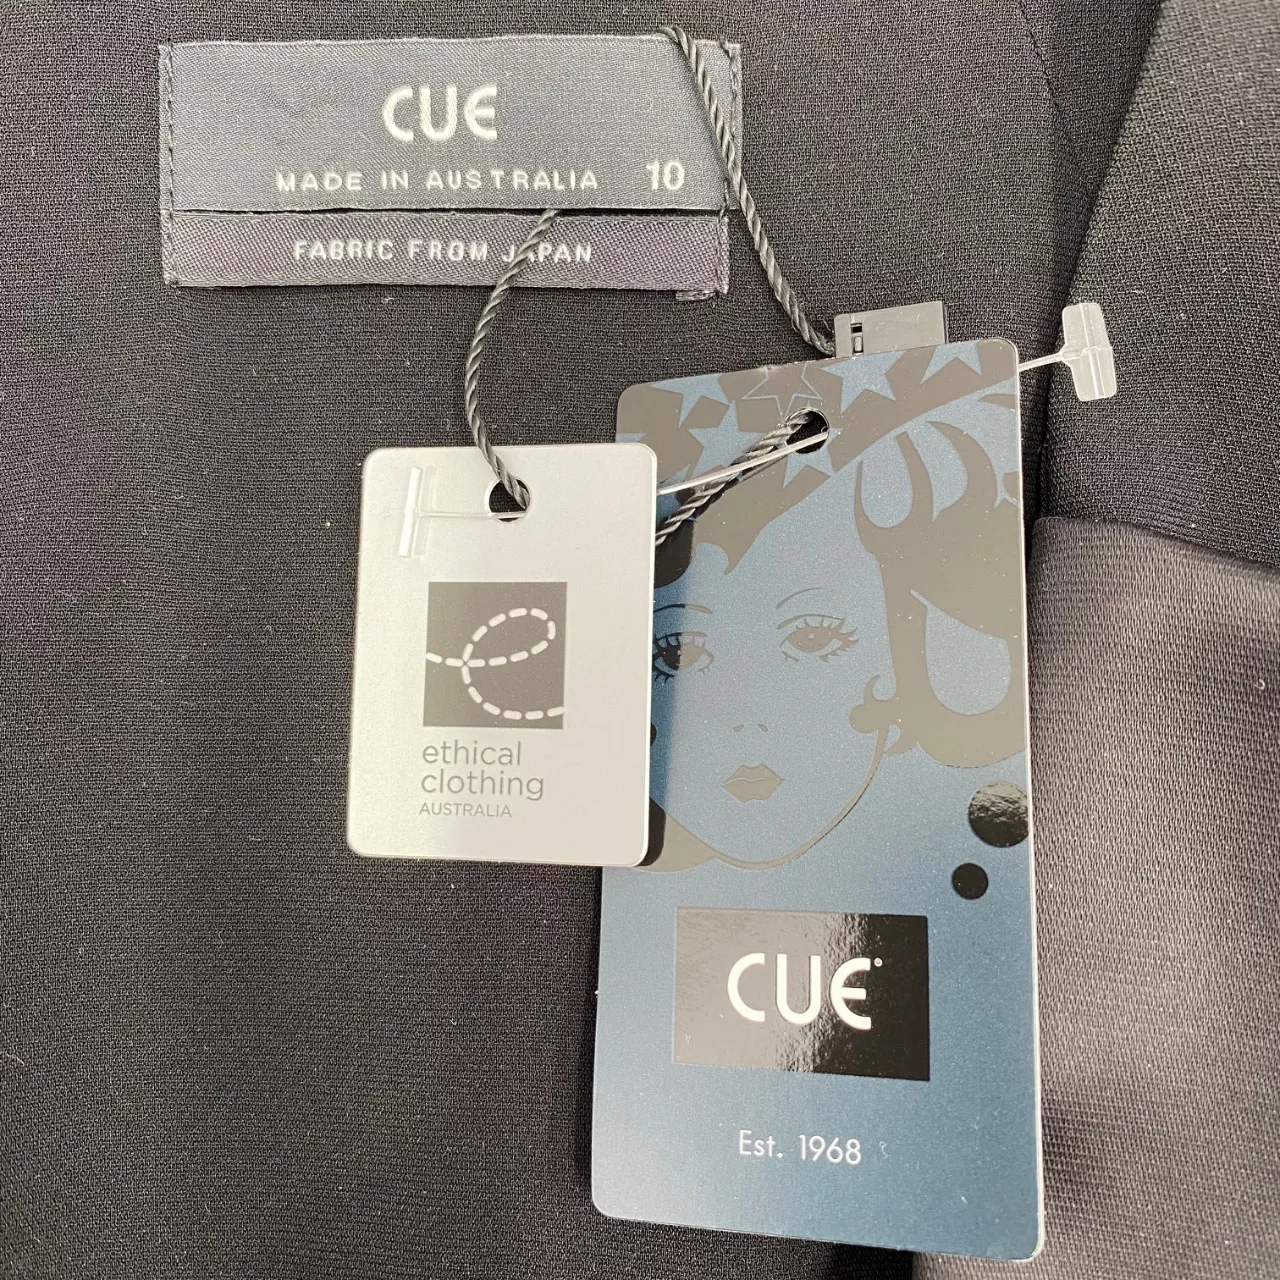 CUE
MADE IN AUSTRALIA 10
FABRIC FROM JAPAN
ethical
clothing
AUSTRALIA
CUE®
Est. 1968